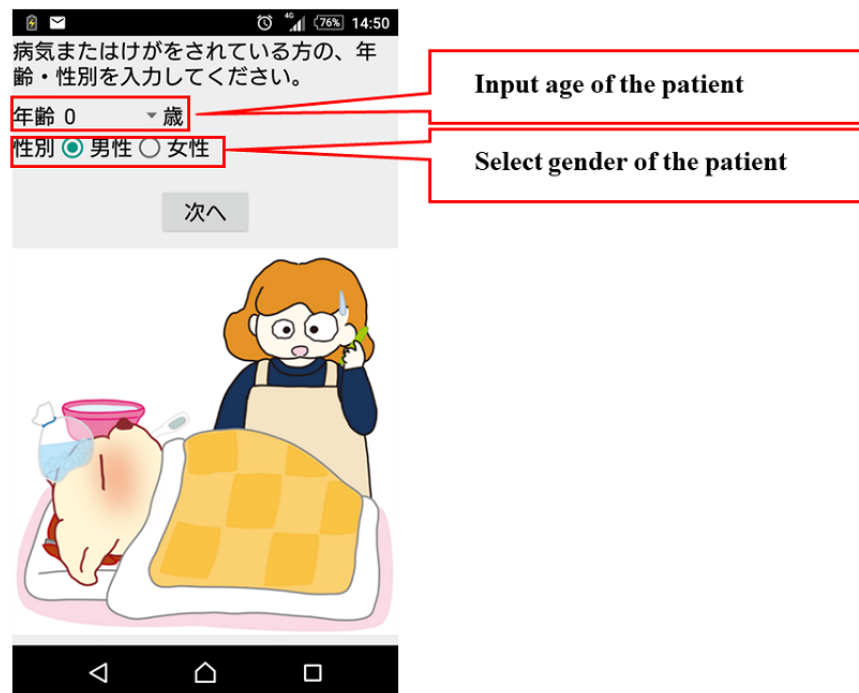 4G 76% 14:50
病気またはけがをされている方の、年
齢・性別を入力してください。
年齢 0 歳
性別 男性 女性
次へ
Input age of the patient
Select gender of the patient